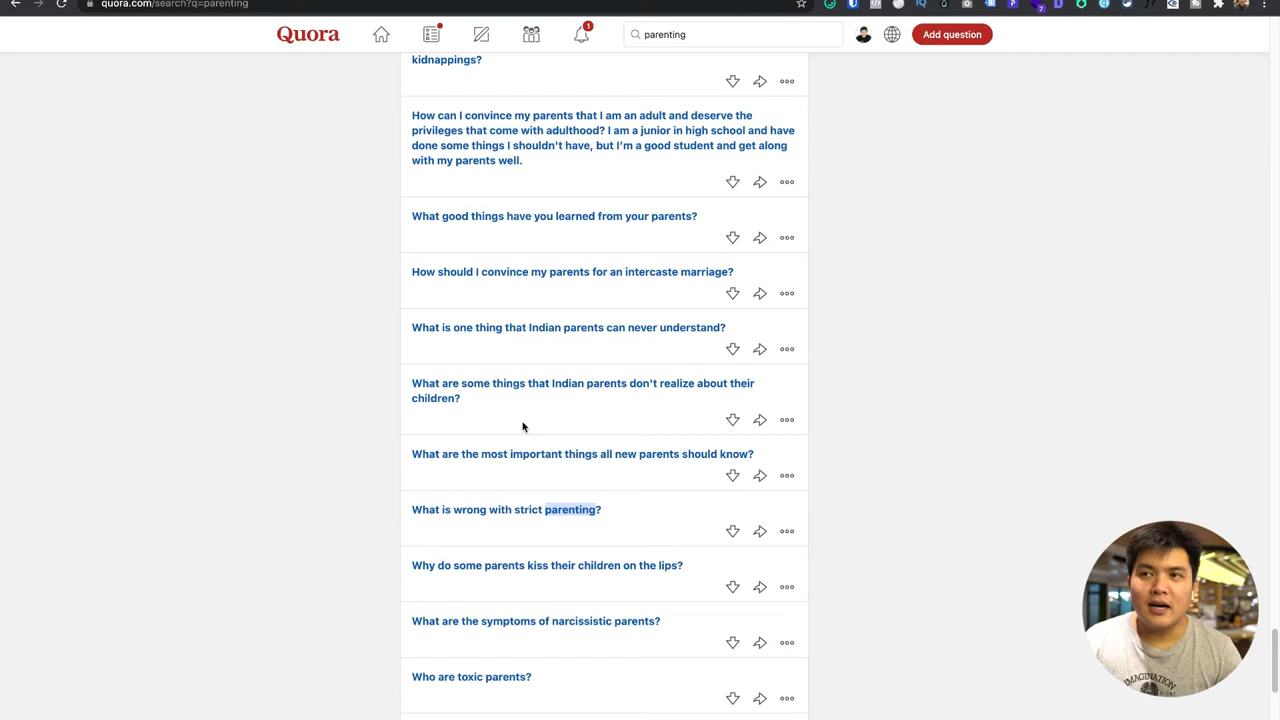 quora.com/search?q=parenting
Quora
1
parenting
Add question
kidnappings?
How can I convince my parents that I am an adult and deserve the
privileges that come with adulthood? I am a junior in high school and have
done some things I shouldn't have, but I'm a good student and get along
with my parents well.
What good things have you learned from your parents?
How should I convince my parents for an intercaste marriage?
What is one thing that Indian parents can never understand?
What are some things that Indian parents don't realize about their
children?
What are the most important things all new parents should know?
What is wrong with strict parenting?
Why do some parents kiss their children on the lips?
What are the symptoms of narcissistic parents?
Who are toxic parents?
IMAGINATION